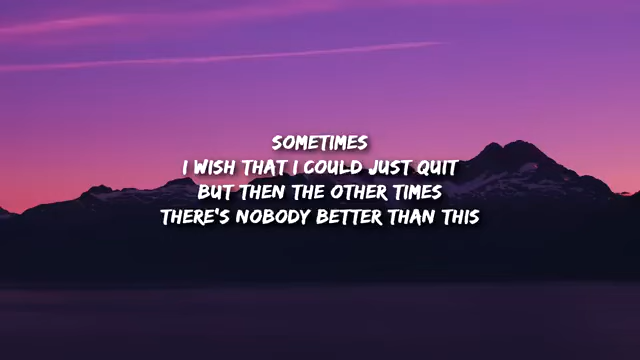 SOMETIMES
I WISH THAT I COULD JUST QUIT
BUT THEN THE OTHER TIMES
THERE'S NOBODY BETTER THAN THIS